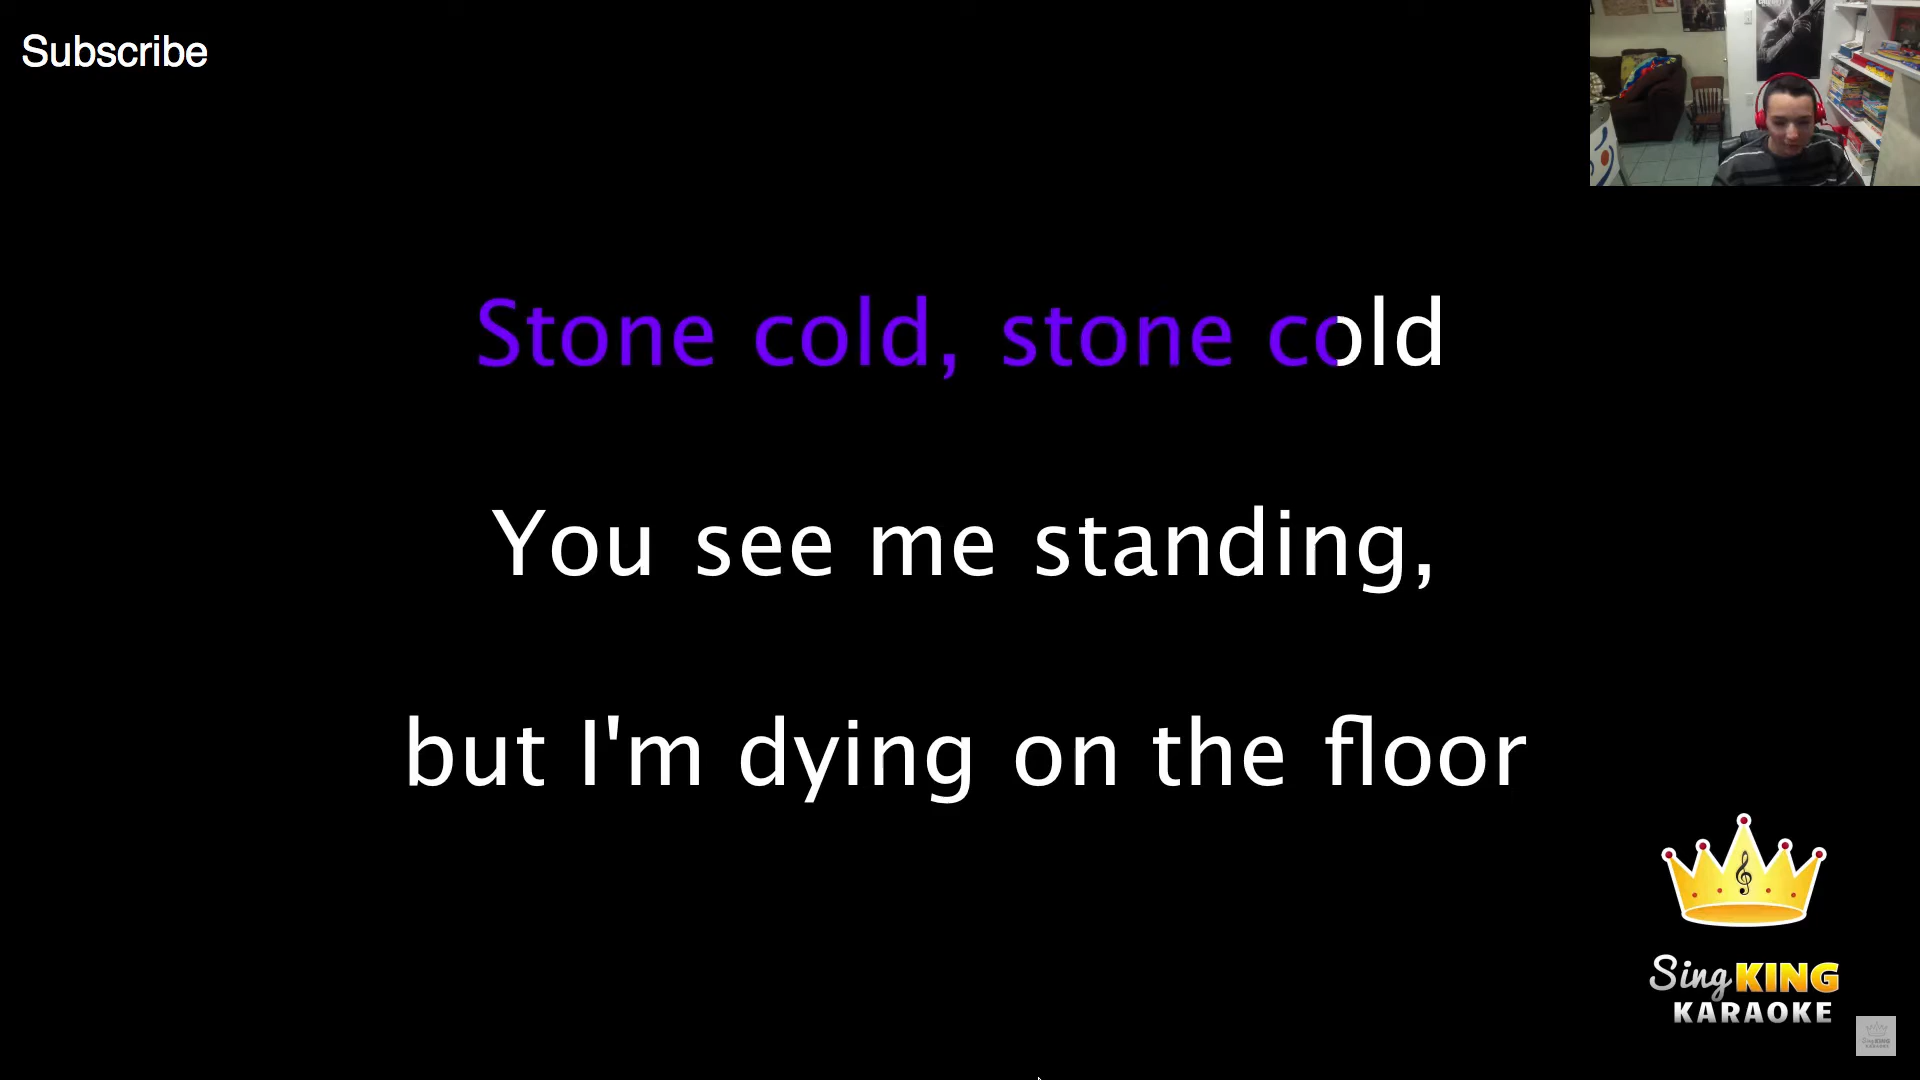 Subscribe
Stone cold, stone cold
You see me standing,
but I'm dying on the floor
Sing KING
KARAOKE